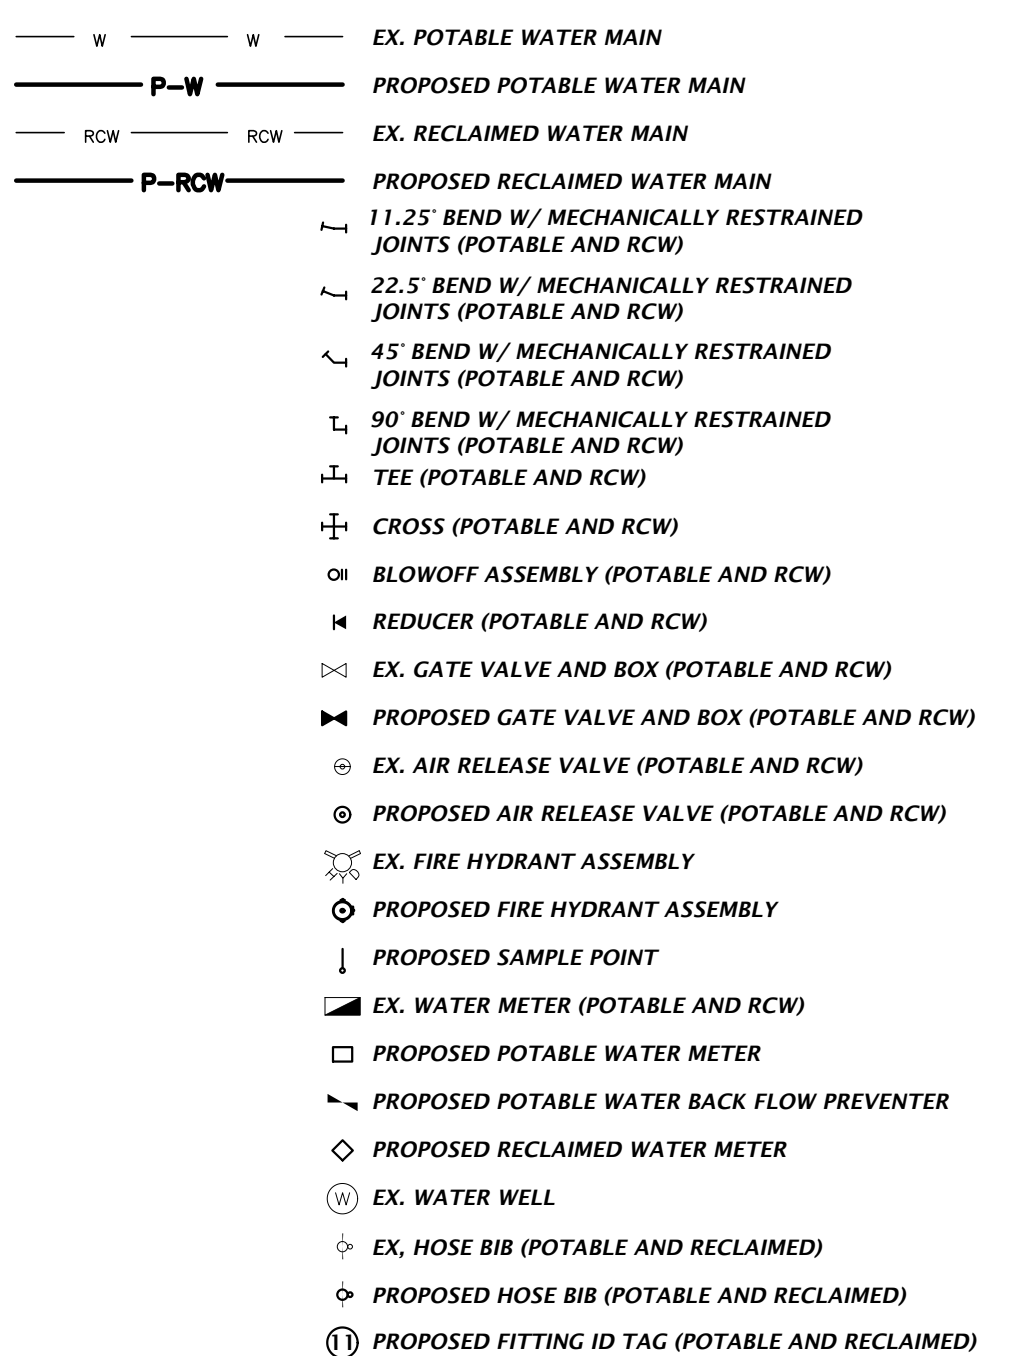 W W EX. POTABLE WATER MAIN
P-W PROPOSED POTABLE WATER MAIN
RCW RCW EX. RECLAIMED WATER MAIN
P-RCW PROPOSED RECLAIMED WATER MAIN
11.25° BEND W/ MECHANICALLY RESTRAINED
JOINTS (POTABLE AND RCW)
22.5° BEND W/ MECHANICALLY RESTRAINED
JOINTS (POTABLE AND RCW)
45° BEND W/ MECHANICALLY RESTRAINED
JOINTS (POTABLE AND RCW)
90° BEND W/ MECHANICALLY RESTRAINED
JOINTS (POTABLE AND RCW)
TEE (POTABLE AND RCW)
CROSS (POTABLE AND RCW)
BLOWOFF ASSEMBLY (POTABLE AND RCW)
REDUCER (POTABLE AND RCW)
EX. GATE VALVE AND BOX (POTABLE AND RCW)
PROPOSED GATE VALVE AND BOX (POTABLE AND RCW)
EX. AIR RELEASE VALVE (POTABLE AND RCW)
PROPOSED AIR RELEASE VALVE (POTABLE AND RCW)
EX. FIRE HYDRANT ASSEMBLY
HYD
PROPOSED FIRE HYDRANT ASSEMBLY
PROPOSED SAMPLE POINT
EX. WATER METER (POTABLE AND RCW)
PROPOSED POTABLE WATER METER
PROPOSED POTABLE WATER BACK FLOW PREVENTER
PROPOSED RECLAIMED WATER METER
W EX. WATER WELL
EX, HOSE BIB (POTABLE AND RECLAIMED)
PROPOSED HOSE BIB (POTABLE AND RECLAIMED)
11 PROPOSED FITTING ID TAG (POTABLE AND RECLAIMED)